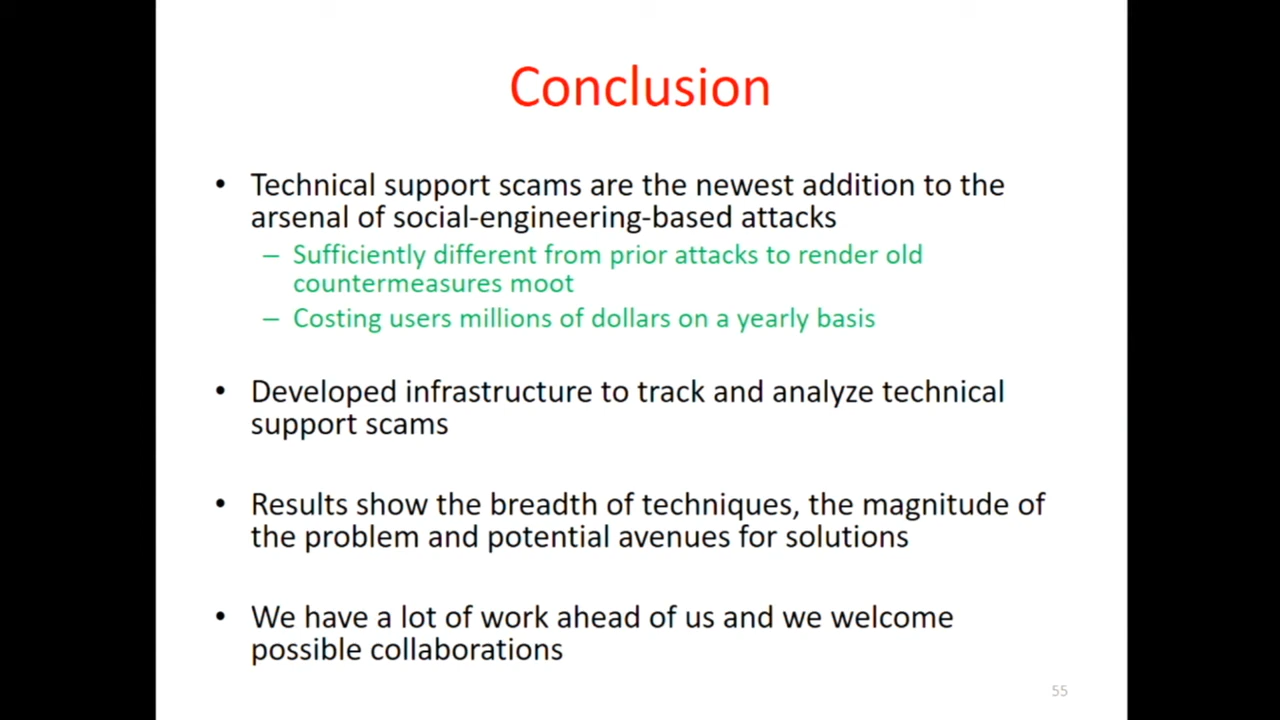 Conclusion
• Technical support scams are the newest addition to the
arsenal of social-engineering-based attacks
– Sufficiently different from prior attacks to render old
countermeasures moot
– Costing users millions of dollars on a yearly basis
• Developed infrastructure to track and analyze technical
support scams
• Results show the breadth of techniques, the magnitude of
the problem and potential avenues for solutions
• We have a lot of work ahead of us and we welcome
possible collaborations
55